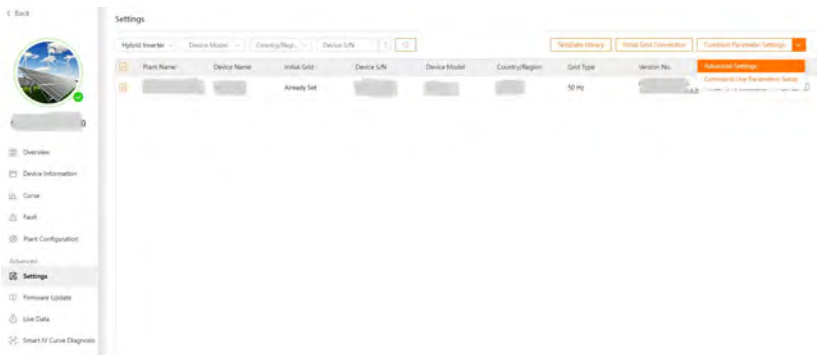 < Back
Settings
Hybrid Inverter
Device Model
Country/Regi...
Device S/N
Template Library
Initial Grid Connection
Common Parameter Settings
Plant Name
Device Name
Initial Grid
Device S/N
Device Model
Country/Region
Grid Type
Version No.
Advanced Settings
Command Line Parameters Setup
Already Set
50 Hz
Overview
Device Information
Curve
Fault
Plant Configuration
Advanced
Settings
Firmware Update
Live Data
Smart IV Curve Diagnosis